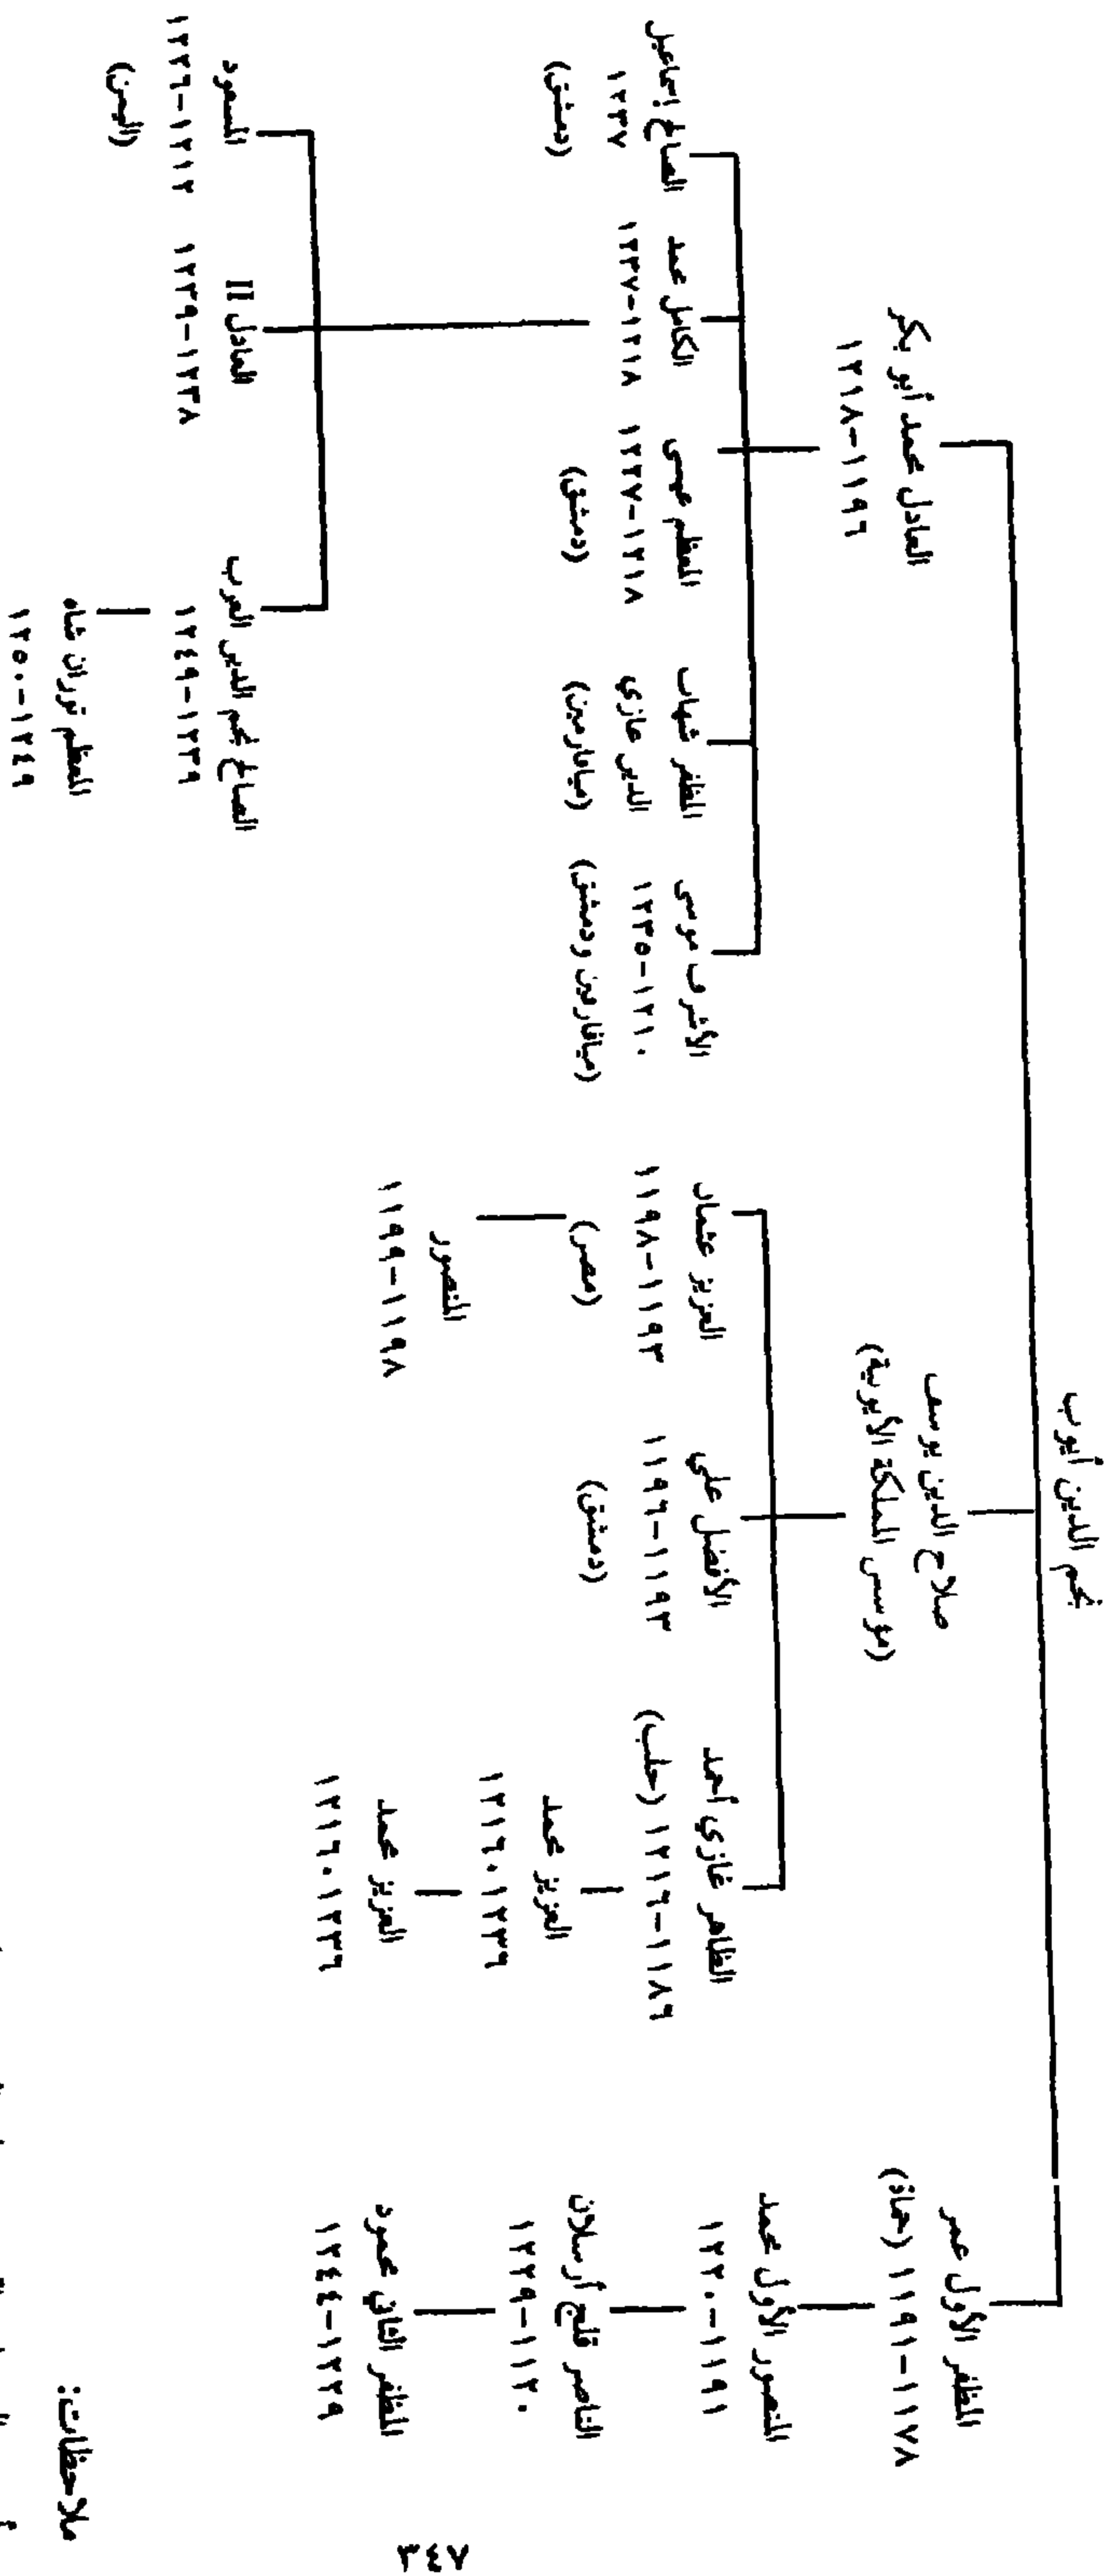 نجم الدين أيوب
المظفر الأول عمر
١١٧٨-١١٩١ (حماة)
صلاح الدين يوسف
(مؤسس المملكة الأيوبية)
العادل محمد أبو بكر
١١٩٦-١٢١٨
المنصور الأول محمد
١١٩١-١٢٢٠
الظاهر غازي أحمد
١١٨٦-١٢١٦ (حلب)
الأفضل علي
١١٩٣-١١٩٦
(دمشق)
العزيز عثمان
١١٩٣-١١٩٨
(مصر)
الأشرف موسى
١٢١٠-١٢٣٥
(ميافارقين ودمشق)
المظفر شهاب
الدين غازي
(ميافارقين)
المعظم عيسى
١٢١٨-١٢٢٧
(دمشق)
الكامل محمد
١٢١٨-١٢٣٧
الصالح إسماعيل
١٢٣٧
(دمشق)
الناصر قلج أرسلان
١١٢٠-١٢٢٩
العزيز محمد
١٢١٦،١٢٣٩
المنصور
١١٩٨-١١٩٩
المظفر الثاني محمود
١٢٢٩-١٢٤٤
العزيز محمد
١٢١٦،١٢٣٦
الصالح نجم الدين العرب
١٢٣٩-١٢٤٩
العادل II
١٢٣٨-١٢٣٩
المسعود
١٢١٢-١٢٢٦
(اليمن)
المعظم توران شاه
١٢٤٩-١٢٥٠
ملاحظات:
٣٤٧